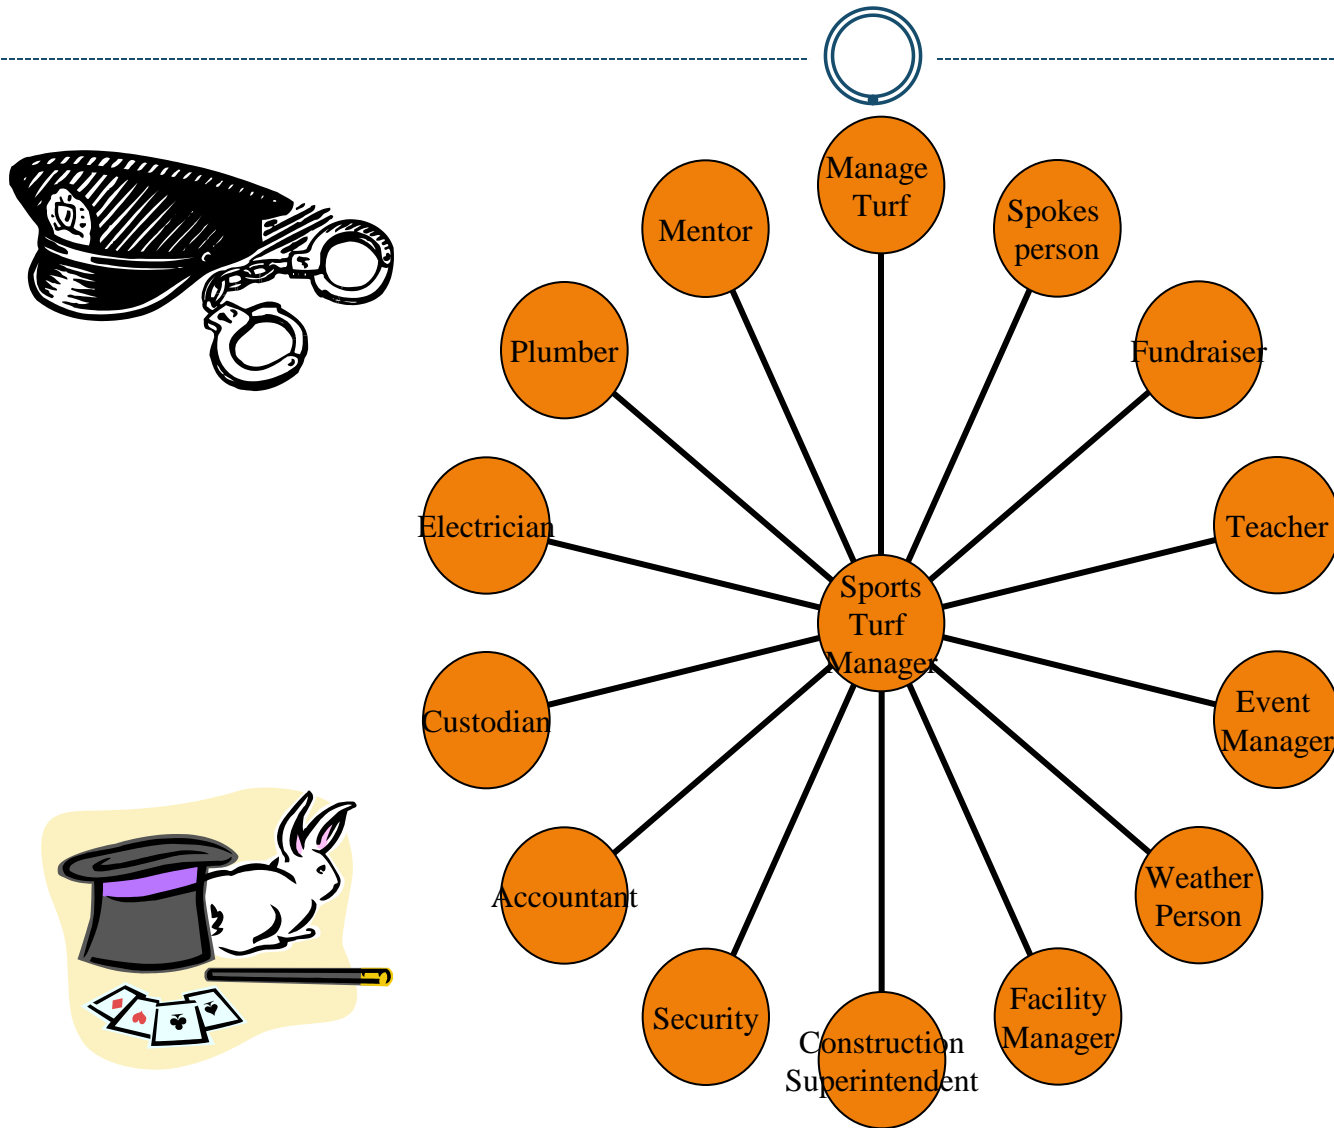 Manage
Turf
Spokes
person
Fundraiser
Teacher
Event
Manager
Weather
Person
Facility
Manager
Construction
Superintendent
Security
Accountant
Custodian
Electrician
Plumber
Mentor
Sports
Turf
Manager